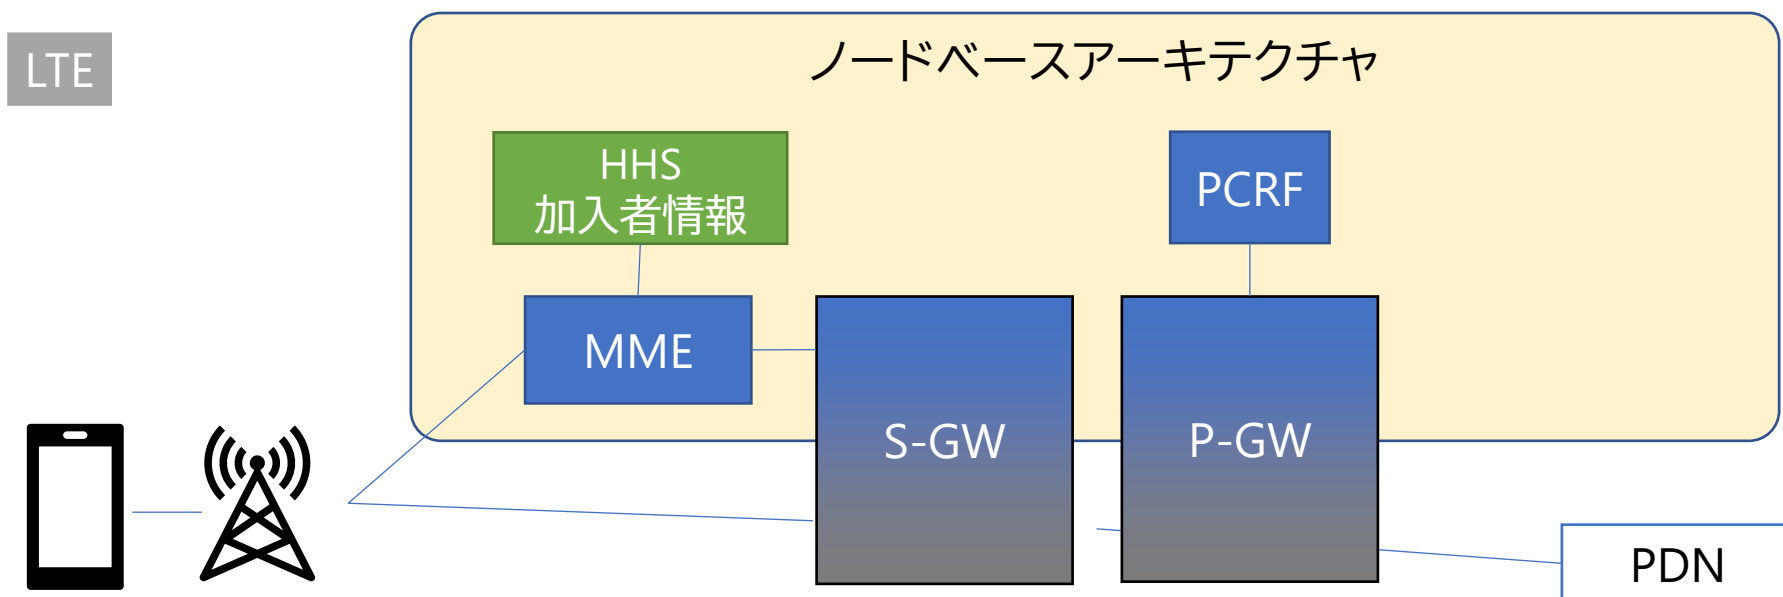 LTE
ノードベースアーキテクチャ
HHS
加入者情報
PCRF
MME
S-GW
P-GW
PDN